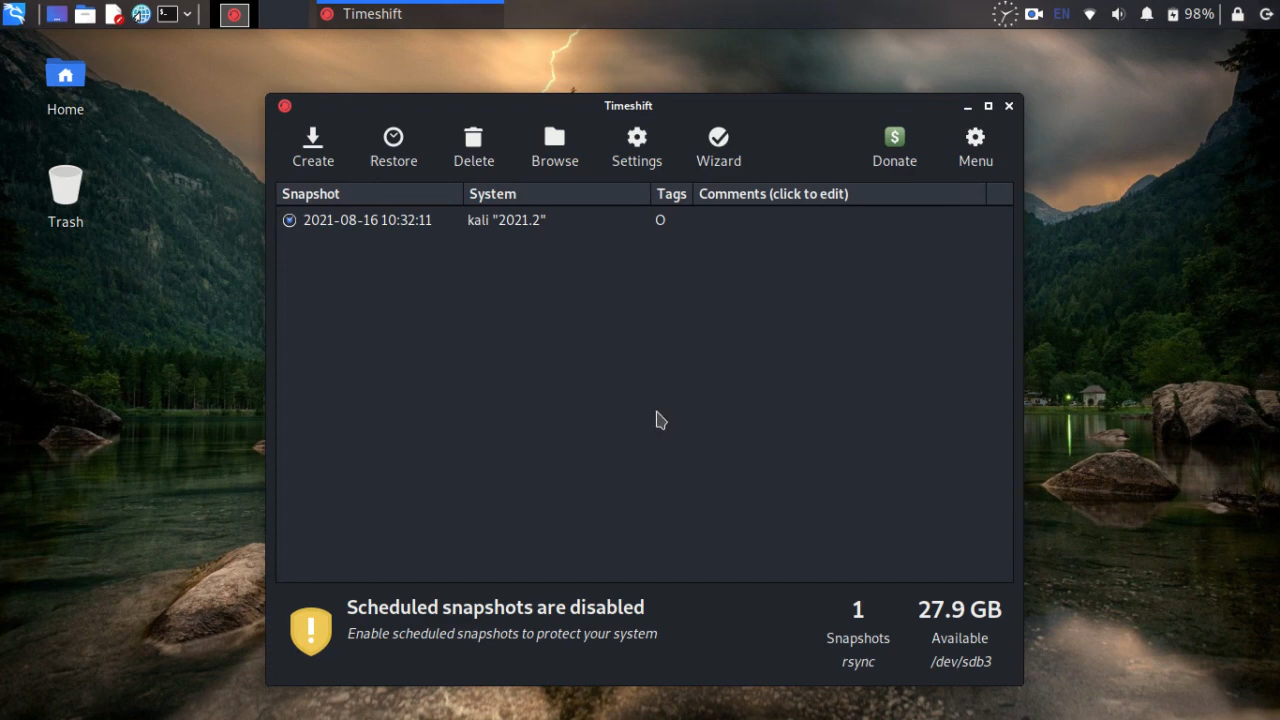 Timeshift
EN
98%
Home
Trash
Timeshift
Create
Restore
Delete
Browse
Settings
Wizard
Donate
Menu
Snapshot System Tags Comments (click to edit)
2021-08-16 10:32:11 kali "2021.2" O
Scheduled snapshots are disabled
Enable scheduled snapshots to protect your system
1
Snapshots
rsync
27.9 GB
Available
/dev/sdb3